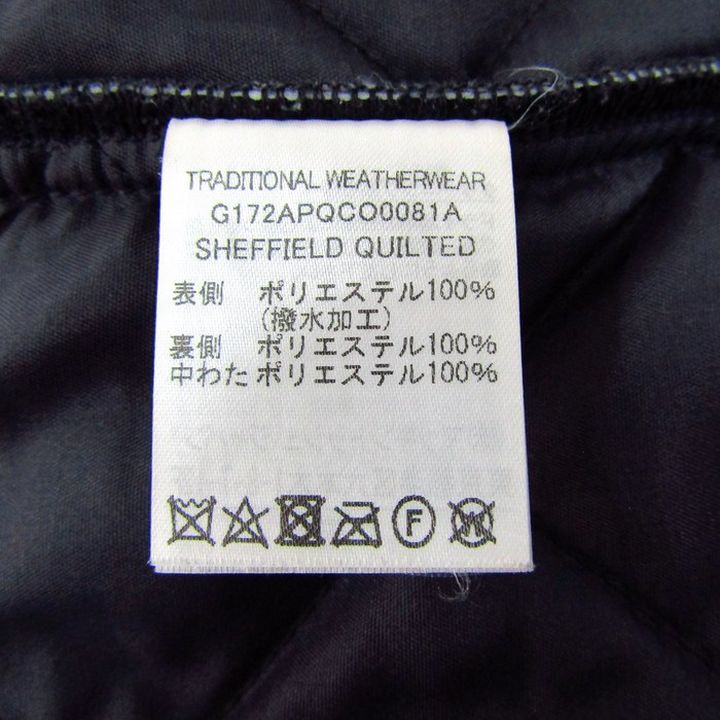 TRADITIONAL WEATHERWEAR
G172APQCO0081A
SHEFFIELD QUILTED
表側 ポリエステル100%
(撥水加工)
裏側 ポリエステル100%
中わた ポリエステル100%
F W